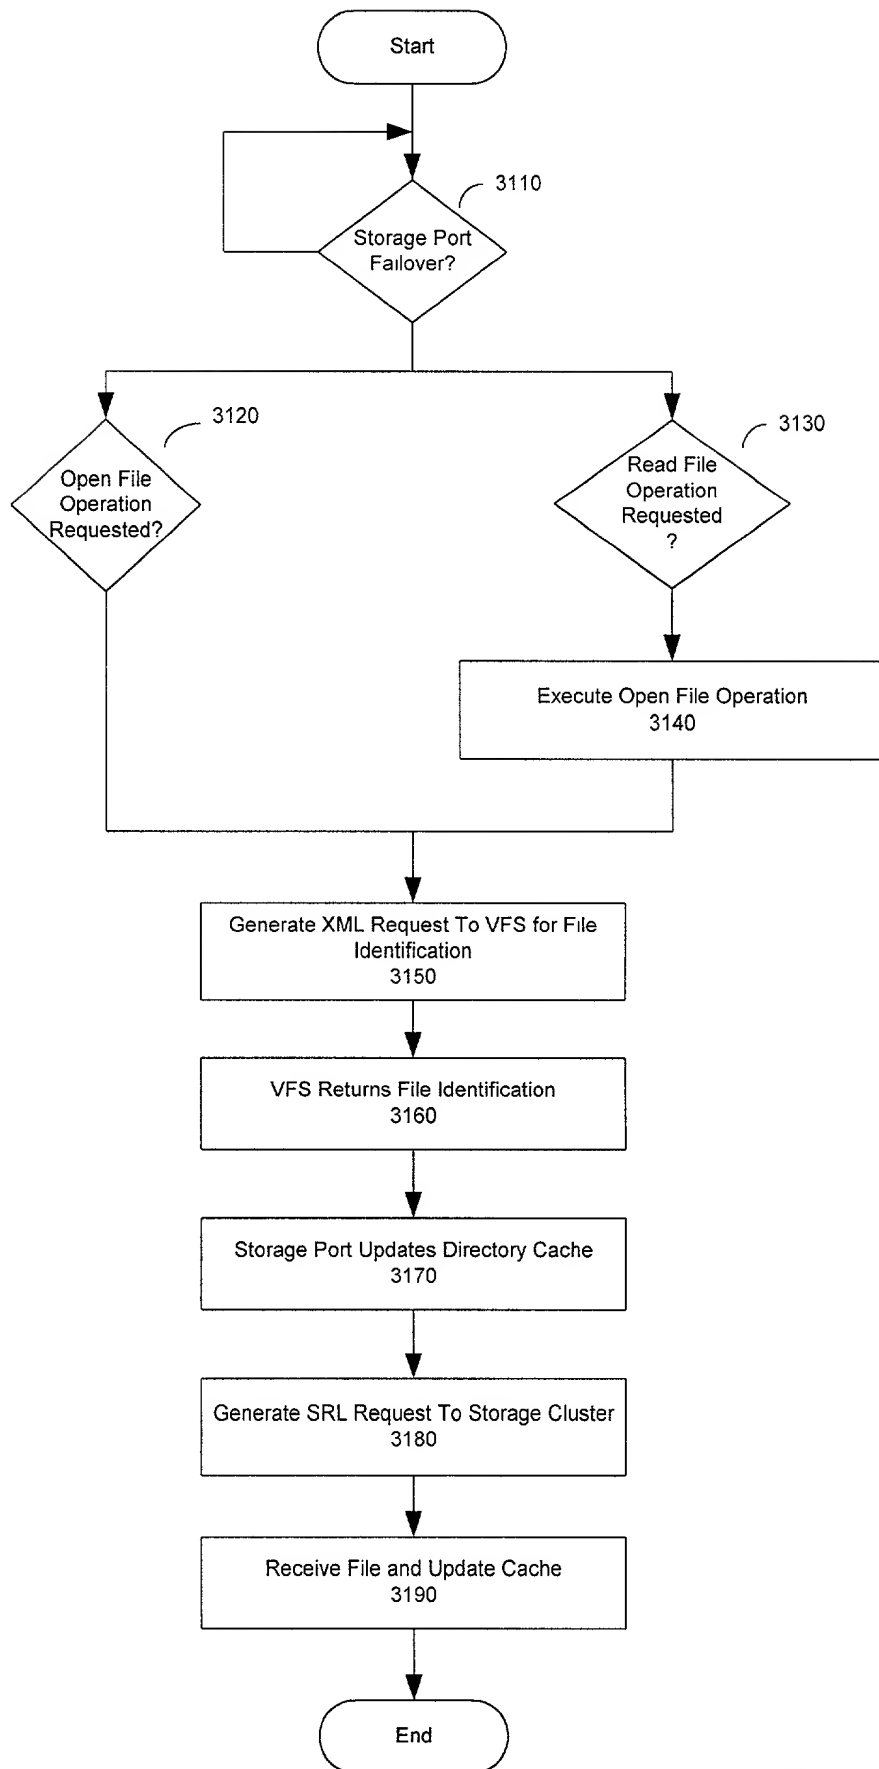 Start
3110
Storage Port
Failover?
3120
Open File
Operation
Requested?
3130
Read File
Operation
Requested
?
Execute Open File Operation
3140
Generate XML Request To VFS for File
Identification
3150
VFS Returns File Identification
3160
Storage Port Updates Directory Cache
3170
Generate SRL Request To Storage Cluster
3180
Receive File and Update Cache
3190
End